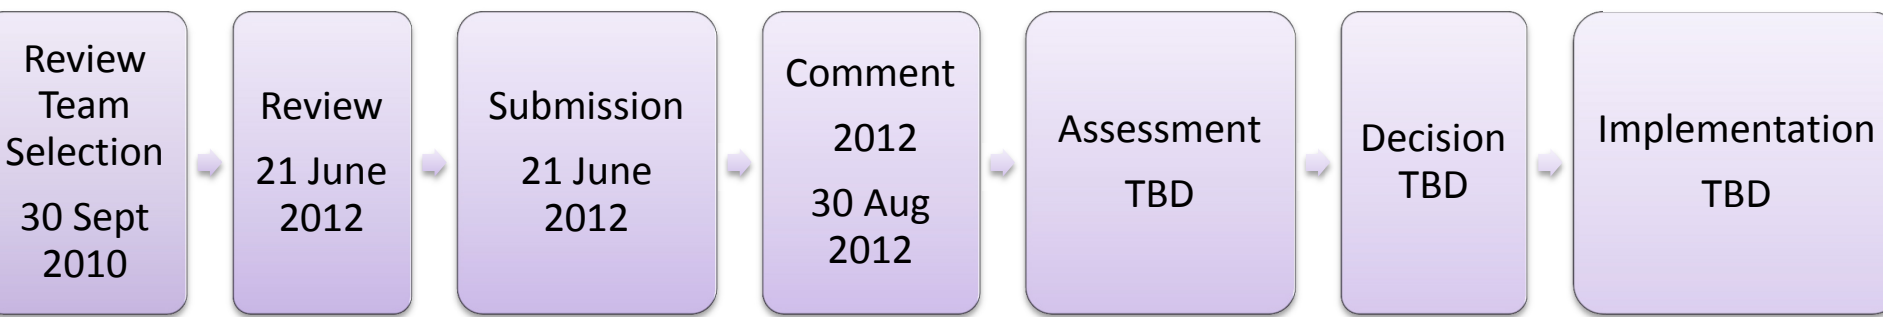 Review
Team
Selection
30 Sept
2010
Review
21 June
2012
Submission
21 June
2012
Comment
2012
30 Aug
2012
Assessment
TBD
Decision
TBD
Implementation
TBD